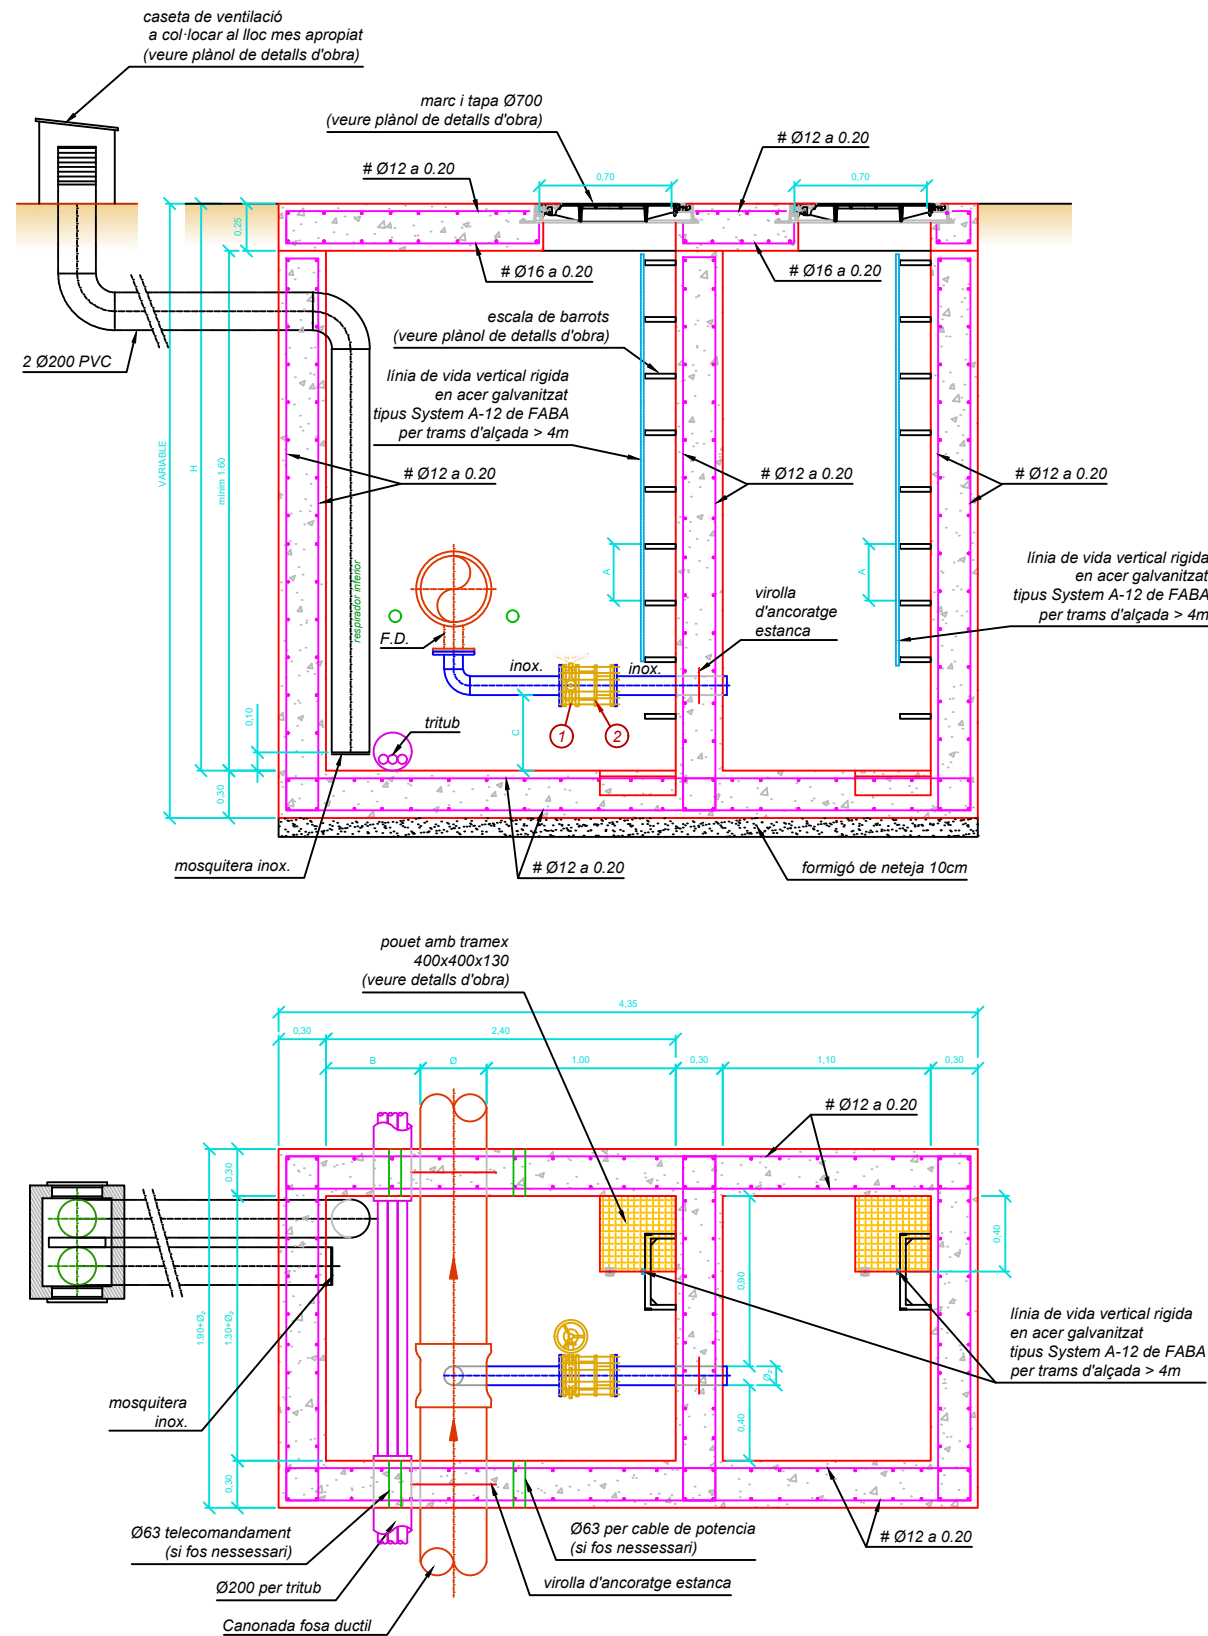 caseta de ventilació
a col·locar al lloc mes apropiat
(veure plànol de detalls d'obra)
marc i tapa Ø700
(veure plànol de detalls d'obra)
# Ø12 a 0.20
# Ø12 a 0.20
0,70
0,70
0,25
# Ø16 a 0.20
# Ø16 a 0.20
escala de barrots
(veure plànol de detalls d'obra)
2 Ø200 PVC
línia de vida vertical rigida
en acer galvanitzat
tipus System A-12 de FABA
per trams d'alçada > 4m
VARIABLE
H
mínim 1,60
# Ø12 a 0.20
# Ø12 a 0.20
# Ø12 a 0.20
respirador inferior
A
A
línia de vida vertical rigida
en acer galvanitzat
tipus System A-12 de FABA
per trams d'alçada > 4m
virolla
d'ancoratge
estanca
F.D.
inox.
inox.
C
1
2
tritub
0,10
0,30
mosquitera inox.
# Ø12 a 0.20
formigó de neteja 10cm
pouet amb tramex
400x400x130
(veure detalls d'obra)
4,35
0,30
2,40
B
Ø
1,00
0,30
1,10
0,30
# Ø12 a 0.20
0,30
1,90+Ø₂
1,30+Ø₂
0,30
0,90
Ø₂
0,40
0,40
línia de vida vertical rigida
en acer galvanitzat
tipus System A-12 de FABA
per trams d'alçada > 4m
mosquitera
inox.
Ø63 telecomandament
(si fos nessessari)
Ø63 per cable de potencia
(si fos nessessari)
# Ø12 a 0.20
Ø200 per tritub
virolla d'ancoratge estanca
Canonada fosa ductil